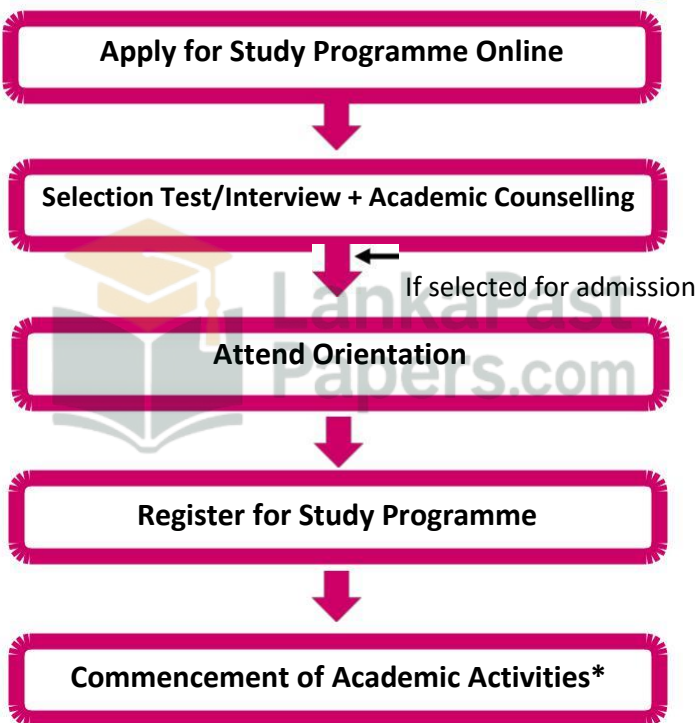 Apply for Study Programme Online
Selection Test/Interview + Academic Counselling
If selected for admission
LankaPast
Attend Orientation
Papers.com
Register for Study Programme
Commencement of Academic Activities*